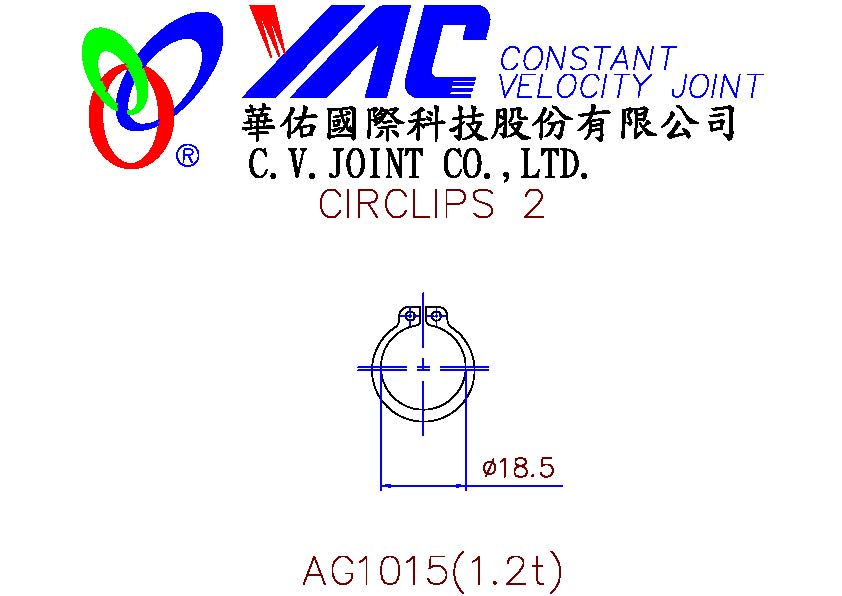 YAC CONSTANT
VELOCITY JOINT
華佑國際科技股份有限公司
®
C.V.JOINT CO.,LTD.
CIRCLIPS 2
ø18.5
AG1015(1.2t)